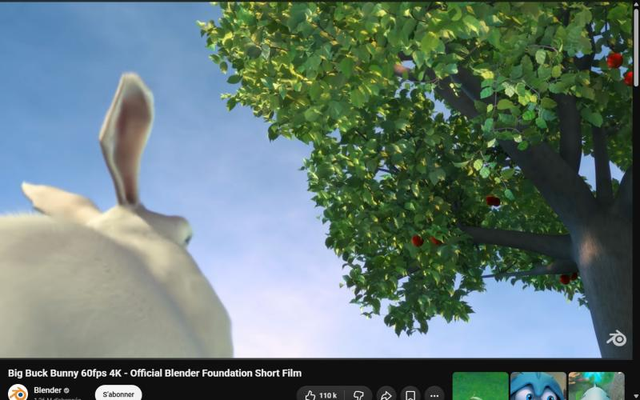 Big Buck Bunny 60fps 4K - Official Blender Foundation Short Film
Blender
S'abonner
110 k